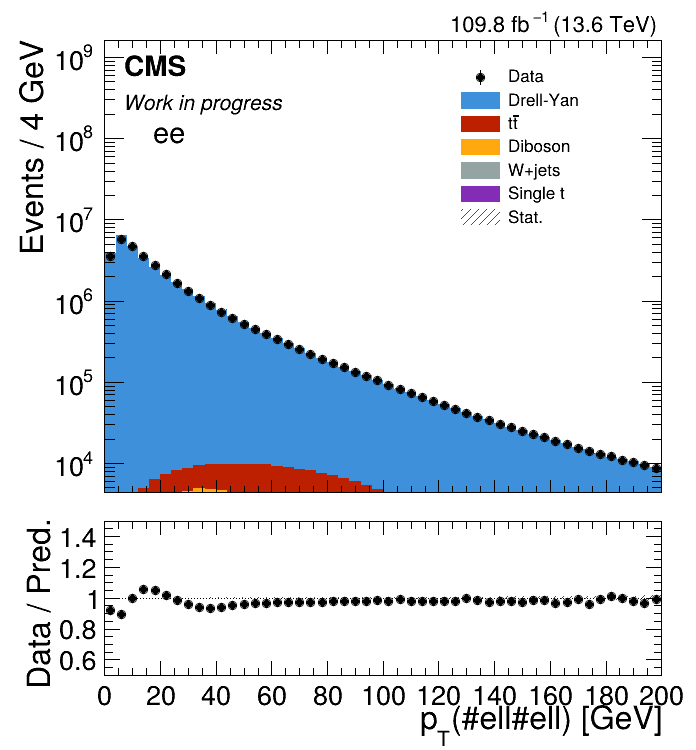 109.8 fb⁻¹ (13.6 TeV)
CMS
Work in progress
ee
Data
Drell-Yan
tt̄
Diboson
W+jets
Single t
Stat.
Events / 4 GeV
10⁹
10⁸
10⁷
10⁶
10⁵
10⁴
Data / Pred.
1.4
1.2
1
0.8
0.6
0 20 40 60 80 100 120 140 160 180 200
p_T(#ell#ell) [GeV]